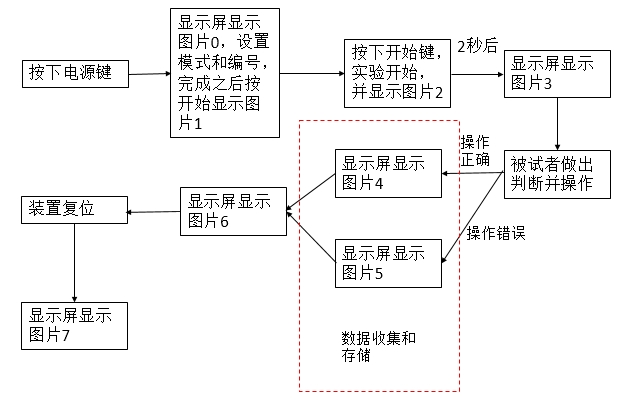 按下电源键
显示屏显示
图片0，设置
模式和编号，
完成之后按
开始显示图
片1
按下开始键，
实验开始，
并显示图片2
2秒后
显示屏显示
图片3
被试者做出
判断并操作
操作
正确
操作错误
显示屏显示
图片4
显示屏显示
图片5
数据收集和
存储
显示屏显示
图片6
装置复位
显示屏显示
图片7